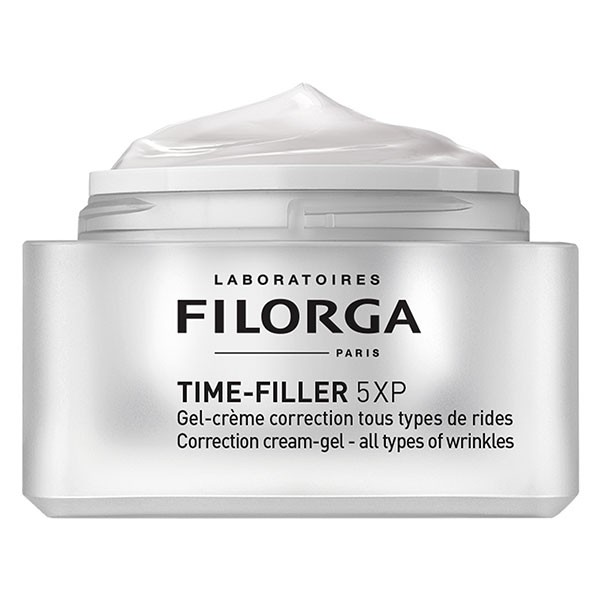 LABORATOIRES
FILORGA
PARIS
TIME-FILLER 5XP
Gel-crème correction tous types de rides
Correction cream-gel - all types of wrinkles